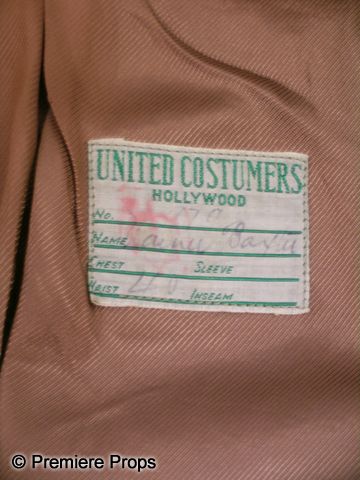 UNITED COSTUMERS
HOLLYWOOD
No.
NAME
CHEST SLEEVE
WAIST INSEAM
© Premiere Props